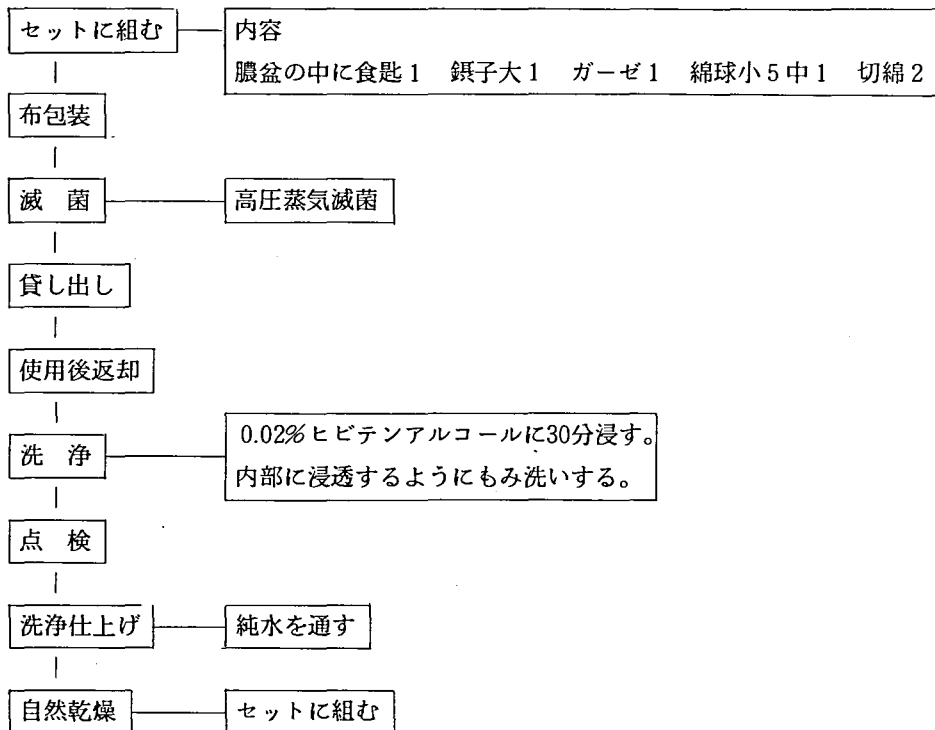 セットに組む
内容
膿盆の中に食匙1 鑷子大1 ガーゼ1 綿球小5中1 切綿2
布包装
滅 菌
高圧蒸気滅菌
貸し出し
使用後返却
洗 浄
0.02%ヒビテンアルコールに30分浸す。
内部に浸透するようにもみ洗いする。
点 検
洗浄仕上げ
純水を通す
自然乾燥
セットに組む